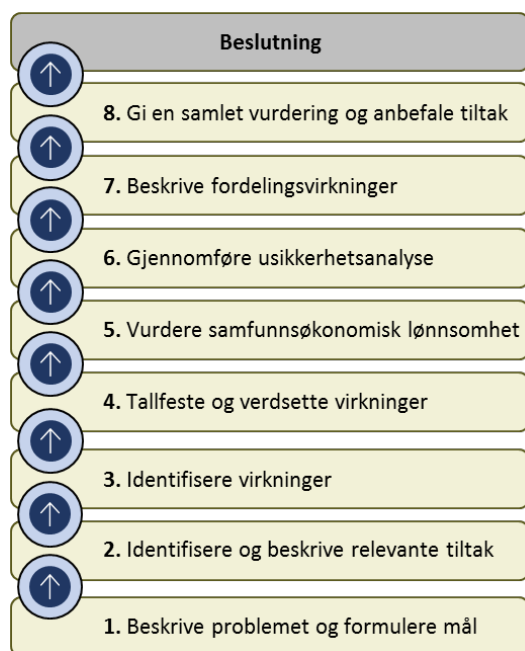 Beslutning
8. Gi en samlet vurdering og anbefale tiltak
7. Beskrive fordelingsvirkninger
6. Gjennomføre usikkerhetsanalyse
5. Vurdere samfunnsøkonomisk lønnsomhet
4. Tallfeste og verdsette virkninger
3. Identifisere virkninger
2. Identifisere og beskrive relevante tiltak
1. Beskrive problemet og formulere mål